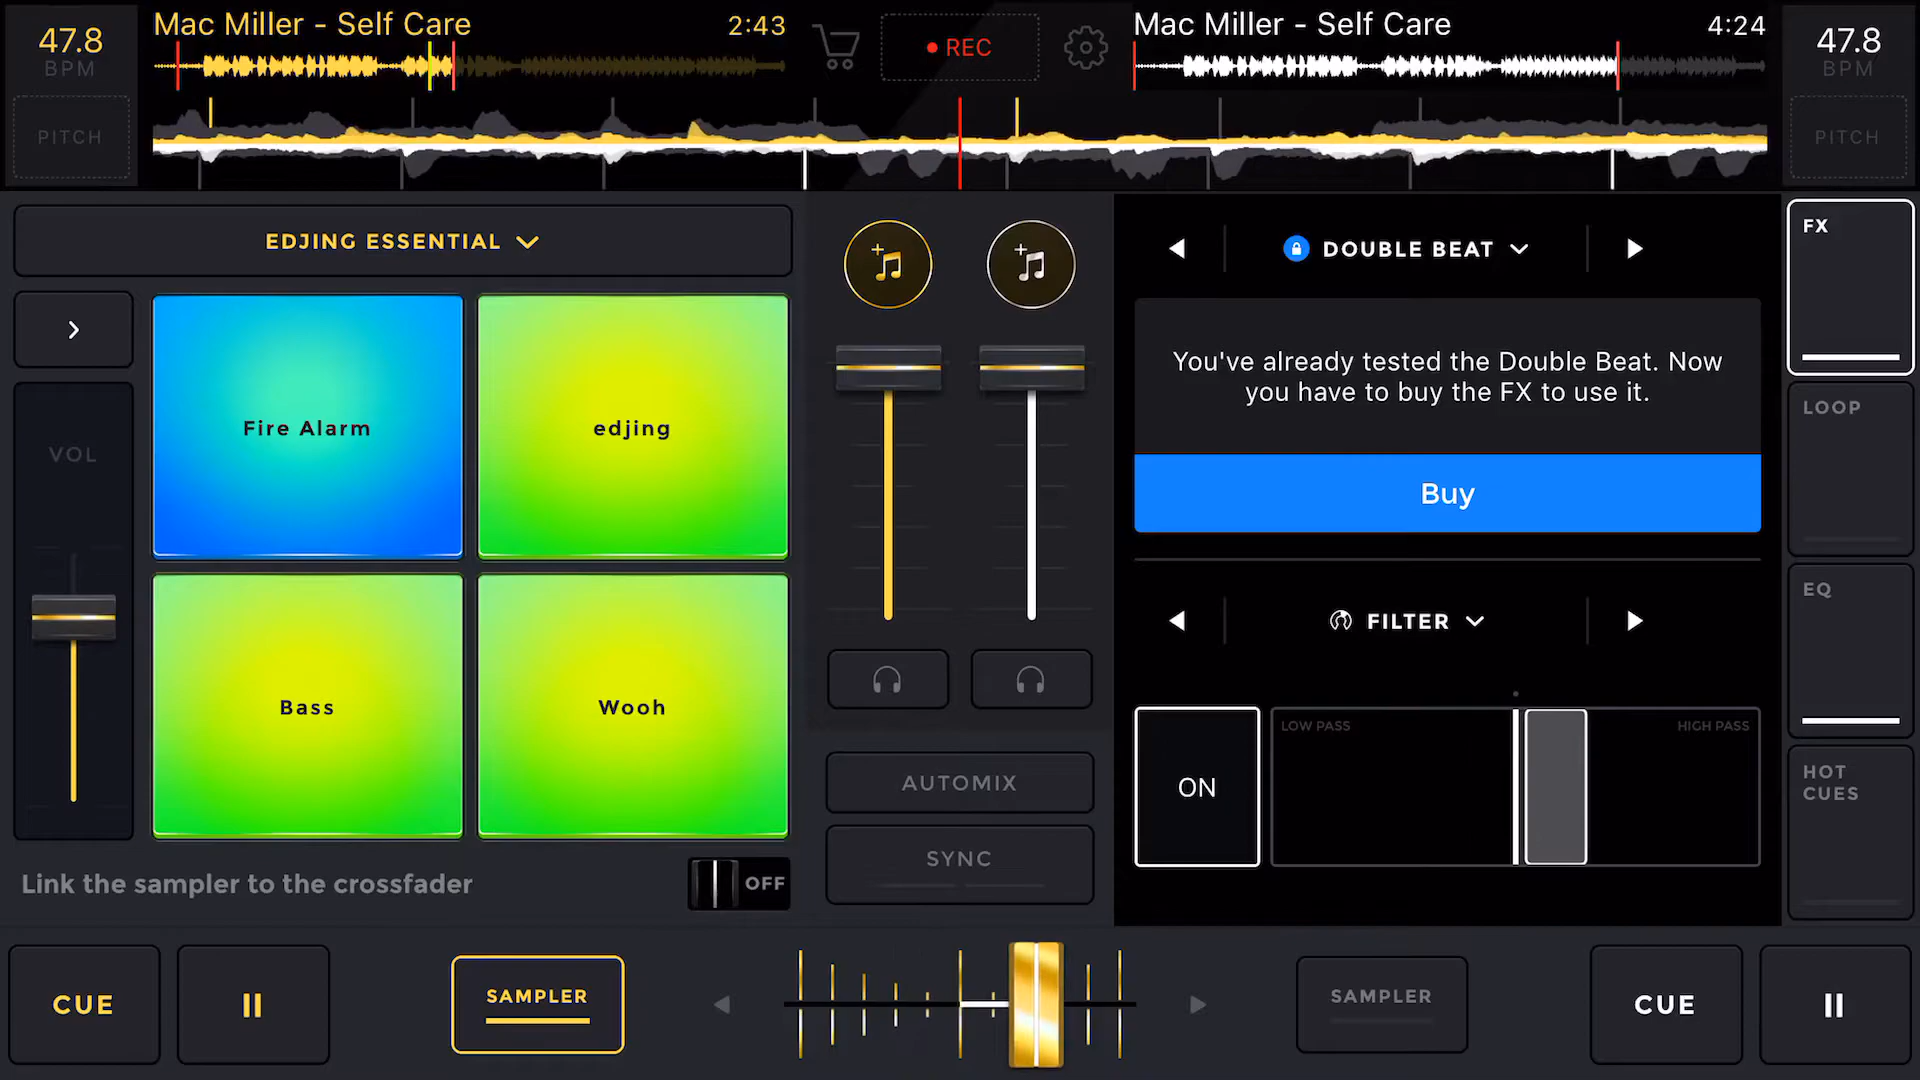 47.8
BPM
PITCH
Mac Miller - Self Care
2:43
REC
Mac Miller - Self Care
4:24
47.8
BPM
PITCH
EDJING ESSENTIAL
VOL
Fire Alarm
edjing
Bass
Wooh
Link the sampler to the crossfader
OFF
AUTOMIX
SYNC
DOUBLE BEAT
You've already tested the Double Beat. Now
you have to buy the FX to use it.
Buy
FILTER
ON
LOW PASS
HIGH PASS
FX
LOOP
EQ
HOT
CUES
CUE
SAMPLER
SAMPLER
CUE